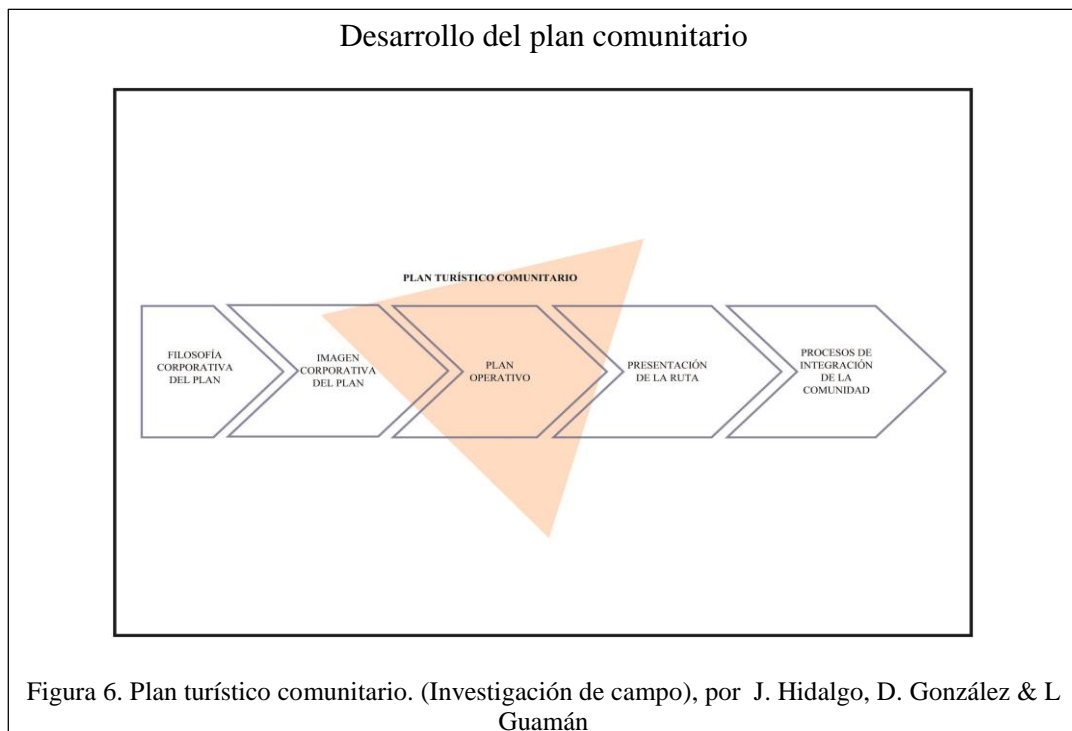 Desarrollo del plan comunitario
PLAN TURÍSTICO COMUNITARIO
FILOSOFÍA
CORPORATIVA
DEL PLAN
IMAGEN
CORPORATIVA
DEL PLAN
PLAN
OPERATIVO
PRESENTACIÓN
DE LA RUTA
PROCESOS DE
INTEGRACIÓN
DE LA
COMUNIDAD
Figura 6. Plan turístico comunitario. (Investigación de campo), por J. Hidalgo, D. González & L
Guamán